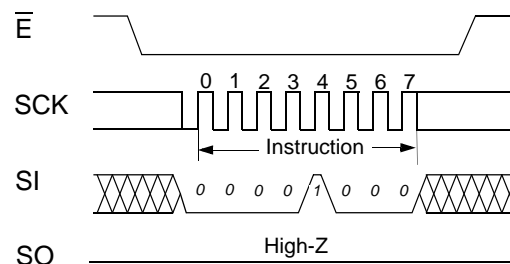 E
SCK 0 1 2 3 4 5 6 7
Instruction
SI 0 0 0 0 1 0 0 0
High-Z
SO